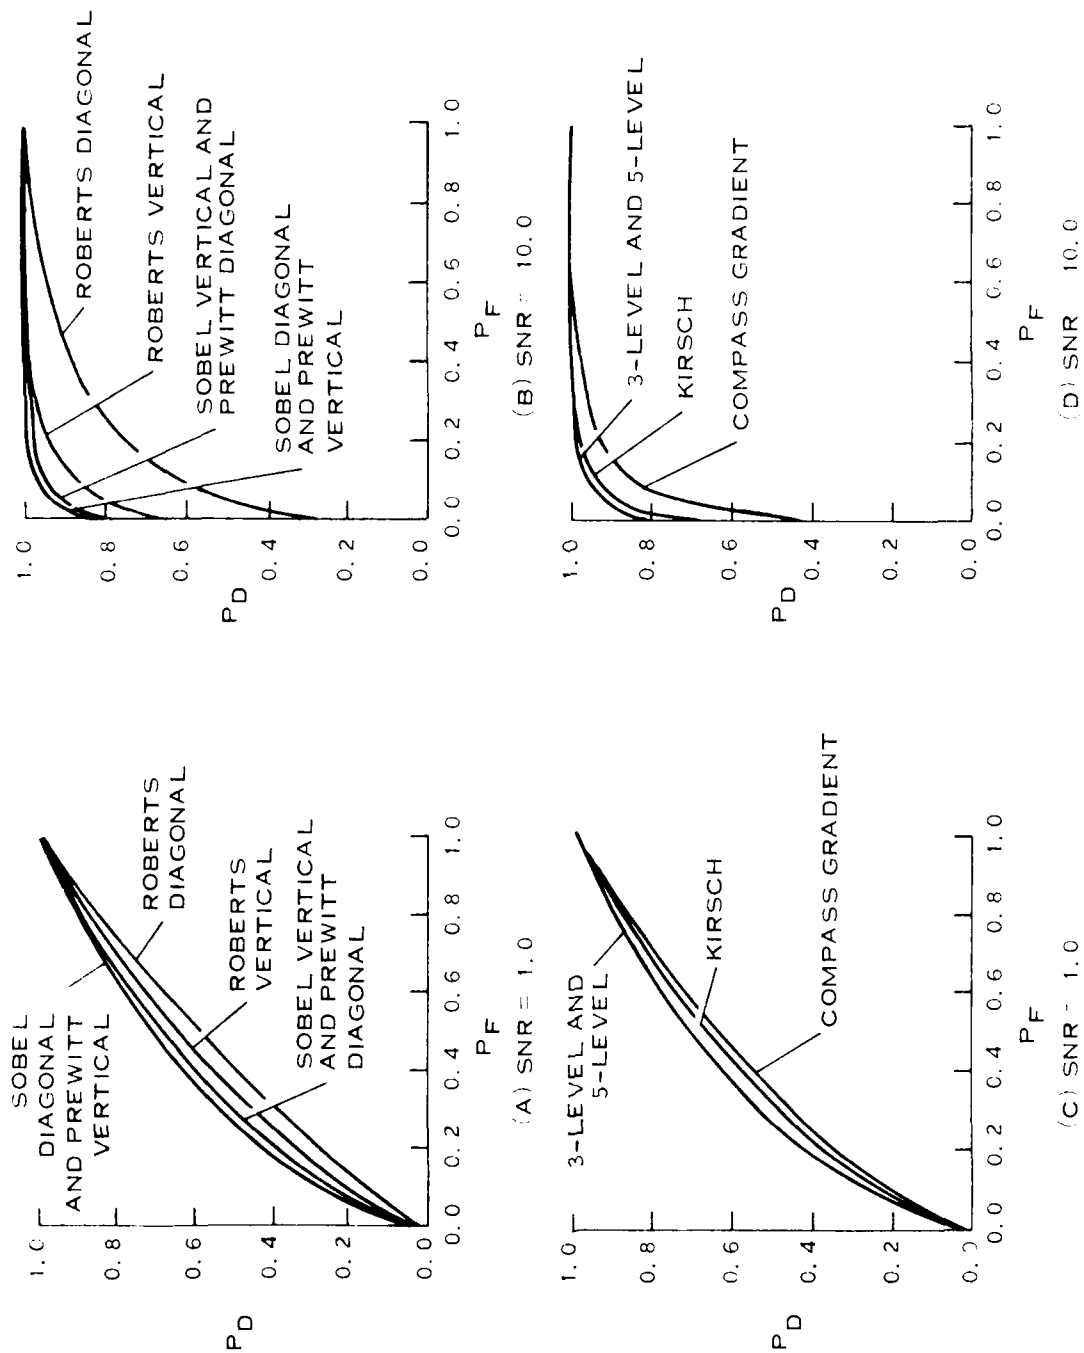 SOBEL
DIAGONAL
AND PREWITT
VERTICAL
ROBERTS
DIAGONAL
ROBERTS
VERTICAL
SOBEL VERTICAL
AND PREWITT
DIAGONAL
1.0
0.8
0.6
0.4
0.2
0.0
P D
0.0 0.2 0.4 0.6 0.8 1.0
P F
(A) SNR = 1.0
ROBERTS DIAGONAL
ROBERTS VERTICAL
SOBEL VERTICAL AND
PREWITT DIAGONAL
SOBEL DIAGONAL
AND PREWITT
VERTICAL
1.0
0.8
0.6
0.4
0.2
0.0
P D
0.0 0.2 0.4 0.6 0.8 1.0
P F
(B) SNR = 10.0
3-LEVEL AND
5-LEVEL
KIRSCH
COMPASS GRADIENT
1.0
0.8
0.6
0.4
0.2
0.0
P D
0.0 0.2 0.4 0.6 0.8 1.0
P F
(C) SNR - 1.0
3-LEVEL AND 5-LEVEL
KIRSCH
COMPASS GRADIENT
1.0
0.8
0.6
0.4
0.2
0.0
P D
0.0 0.2 0.4 0.6 0.8 1.0
P F
(D) SNR 10.0